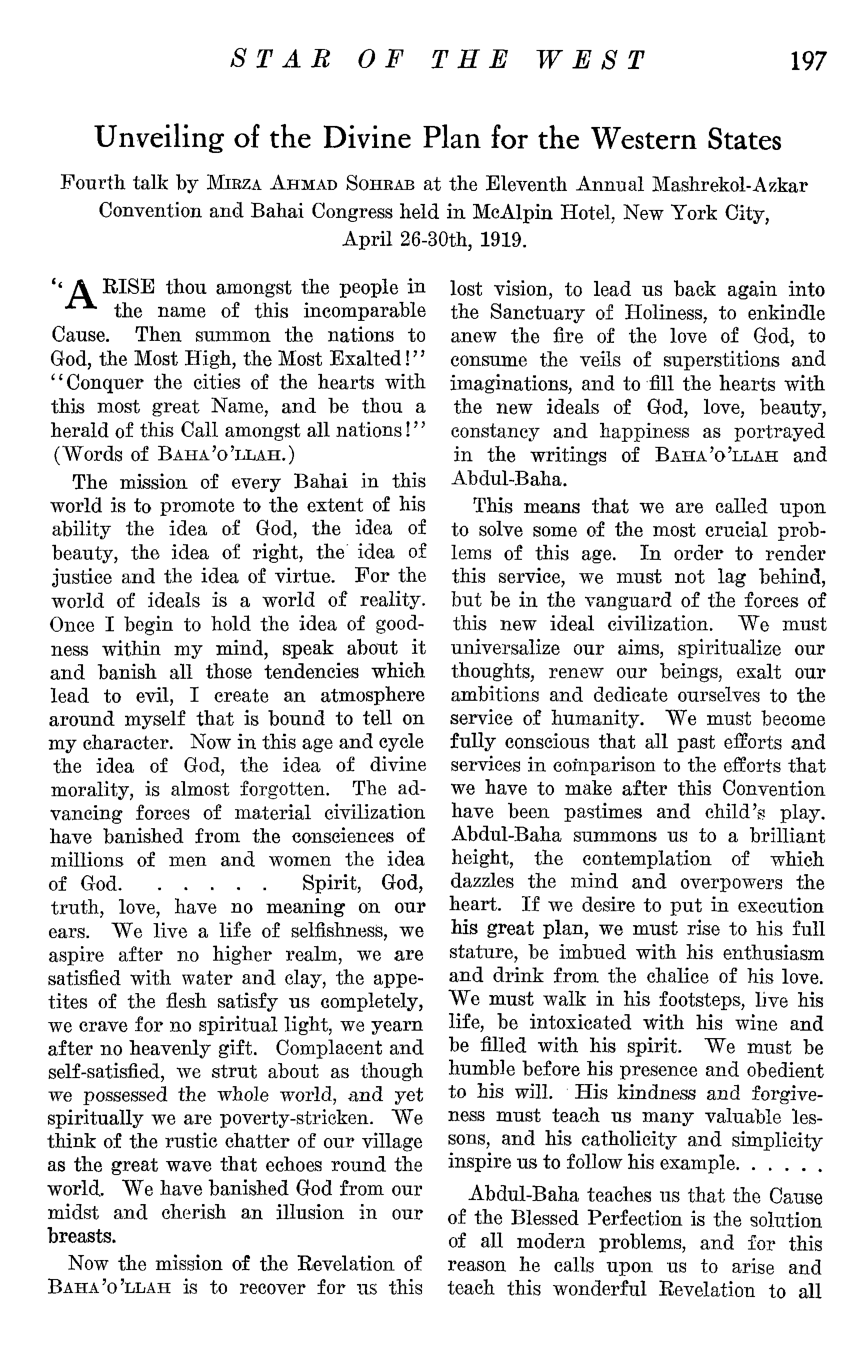 STAR OF THE WEST 197
Unveiling of the Divine Plan for the Western States
Fourth talk by MIRZA AHMAD SOHRAB at the Eleventh Annual Mashrekol-Azkar
Convention and Bahai Congress held in McAlpin Hotel, New York City,
April 26-30th, 1919.
“ARISE thou amongst the people in
the name of this incomparable
Cause. Then summon the nations to
God, the Most High, the Most Exalted!”
“Conquer the cities of the hearts with
this most great Name, and be thou a
herald of this Call amongst all nations!”
(Words of BAHA’O’LLAH.)
The mission of every Bahai in this
world is to promote to the extent of his
ability the idea of God, the idea of
beauty, the idea of right, the idea of
justice and the idea of virtue. For the
world of ideals is a world of reality.
Once I begin to hold the idea of good-
ness within my mind, speak about it
and banish all those tendencies which
lead to evil, I create an atmosphere
around myself that is bound to tell on
my character. Now in this age and cycle
the idea of God, the idea of divine
morality, is almost forgotten. The ad-
vancing forces of material civilization
have banished from the consciences of
millions of men and women the idea
of God. . . . . . Spirit, God,
truth, love, have no meaning on our
ears. We live a life of selfishness, we
aspire after no higher realm, we are
satisfied with water and clay, the appe-
tites of the flesh satisfy us completely,
we crave for no spiritual light, we yearn
after no heavenly gift. Complacent and
self-satisfied, we strut about as though
we possessed the whole world, and yet
spiritually we are poverty-stricken. We
think of the rustic chatter of our village
as the great wave that echoes round the
world. We have banished God from our
midst and cherish an illusion in our
breasts.
Now the mission of the Revelation of
BAHA’O’LLAH is to recover for us this
lost vision, to lead us back again into
the Sanctuary of Holiness, to enkindle
anew the fire of the love of God, to
consume the veils of superstitions and
imaginations, and to fill the hearts with
the new ideals of God, love, beauty,
constancy and happiness as portrayed
in the writings of BAHA’O’LLAH and
Abdul-Baha.
This means that we are called upon
to solve some of the most crucial prob-
lems of this age. In order to render
this service, we must not lag behind,
but be in the vanguard of the forces of
this new ideal civilization. We must
universalize our aims, spiritualize our
thoughts, renew our beings, exalt our
ambitions and dedicate ourselves to the
service of humanity. We must become
fully conscious that all past efforts and
services in comparison to the efforts that
we have to make after this Convention
have been pastimes and child’s play.
Abdul-Baha summons us to a brilliant
height, the contemplation of which
dazzles the mind and overpowers the
heart. If we desire to put in execution
his great plan, we must rise to his full
stature, be imbued with his enthusiasm
and drink from the chalice of his love.
We must walk in his footsteps, live his
life, be intoxicated with his wine and
be filled with his spirit. We must be
humble before his presence and obedient
to his will. His kindness and forgive-
ness must teach us many valuable les-
sons, and his catholicity and simplicity
inspire us to follow his example. . . . . .
Abdul-Baha teaches us that the Cause
of the Blessed Perfection is the solution
of all modern problems, and for this
reason he calls upon us to arise and
teach this wonderful Revelation to all